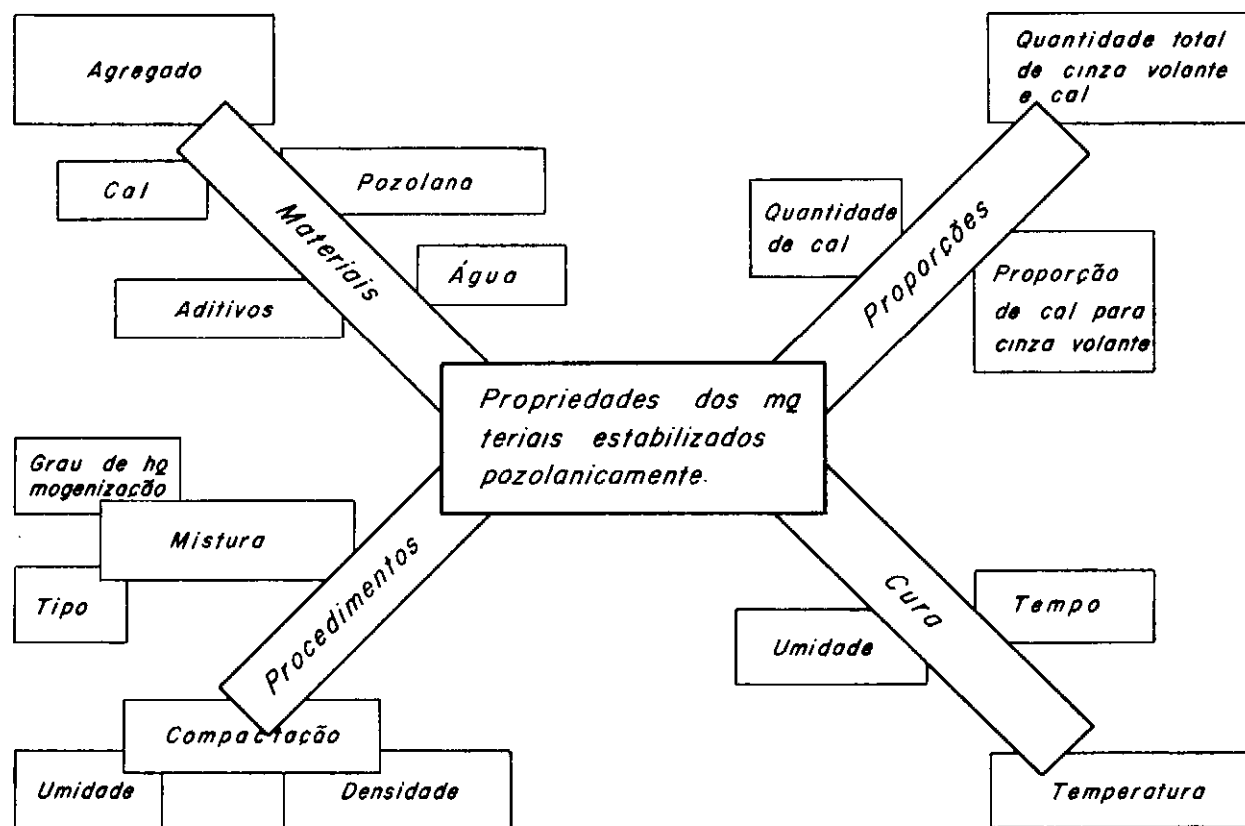 Agregado
Cal
Pozolana
Materiais
Aditivos
Água
Quantidade total
de cinza volante
e cal
Quantidade
de cal
Proporções
Proporção
de cal para
cinza volante
Propriedades dos ma
teriais estabilizados
pozolanicamente.
Grau de ho
mogenização
Mistura
Tipo
Procedimentos
Compactação
Umidade
Densidade
Cura
Tempo
Umidade
Temperatura